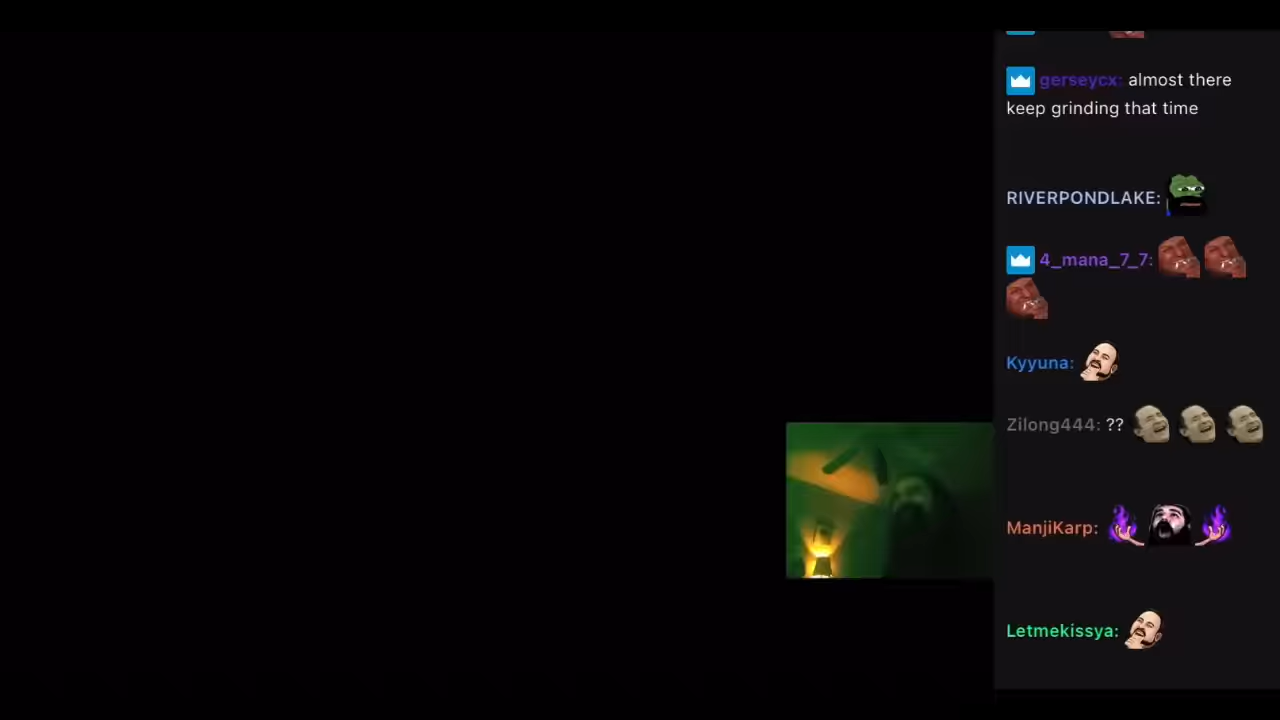 gerseycx: almost there
keep grinding that time
RIVERPONDLAKE:
4_mana_7_7:
Kyyuna:
Zilong444: ??
ManjiKarp:
Letmekissya: